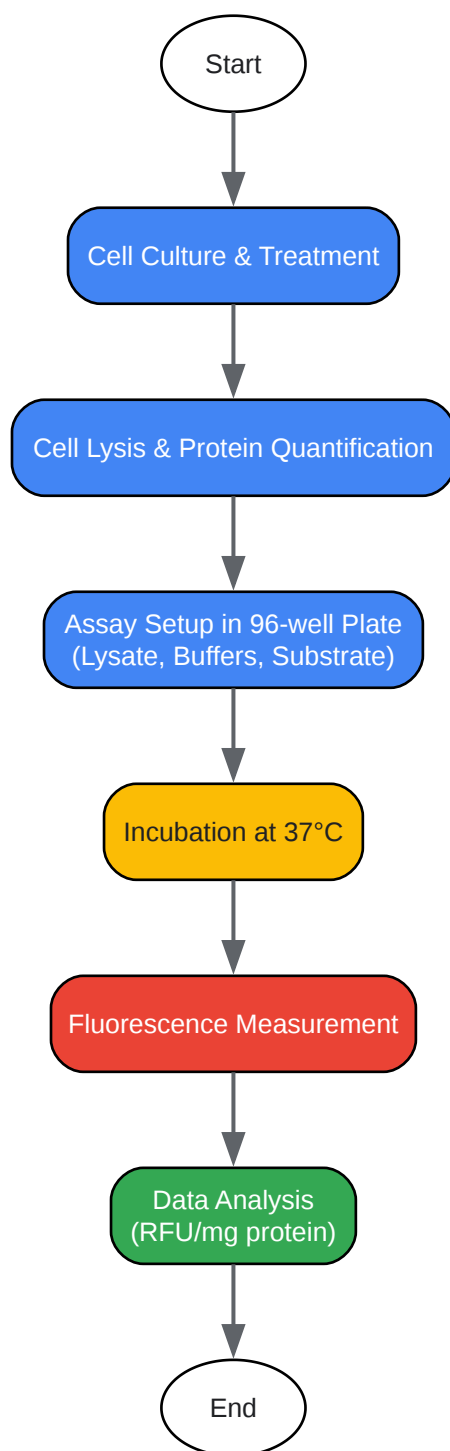 Start
Cell Culture & Treatment
Cell Lysis & Protein Quantification
Assay Setup in 96-well Plate
(Lysate, Buffers, Substrate)
Incubation at 37°C
Fluorescence Measurement
Data Analysis
(RFU/mg protein)
End